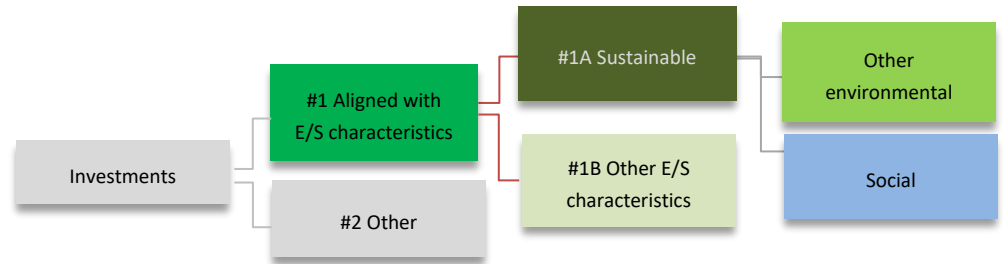 Investments
#1 Aligned with
E/S characteristics
#2 Other
#1A Sustainable
#1B Other E/S
characteristics
Other
environmental
Social